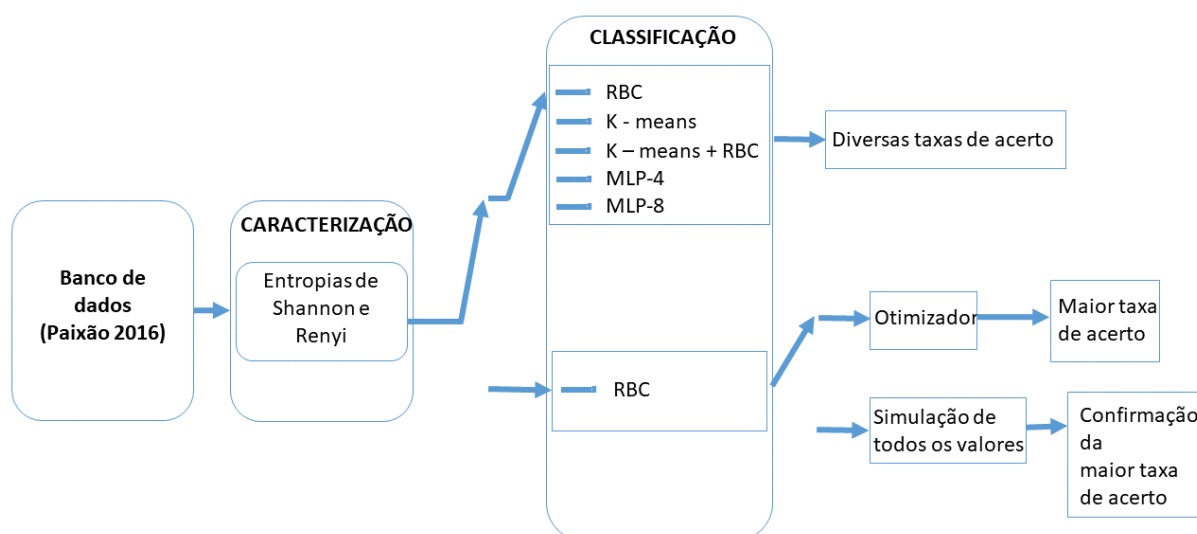 Banco de
dados
(Paixão 2016)
CARACTERIZAÇÃO
Entropias de
Shannon e
Renyi
CLASSIFICAÇÃO
RBC
K - means
K – means + RBC
MLP-4
MLP-8
Diversas taxas de acerto
RBC
Otimizador
Maior taxa
de acerto
Simulação de
todos os valores
Confirmação
da
maior taxa
de acerto